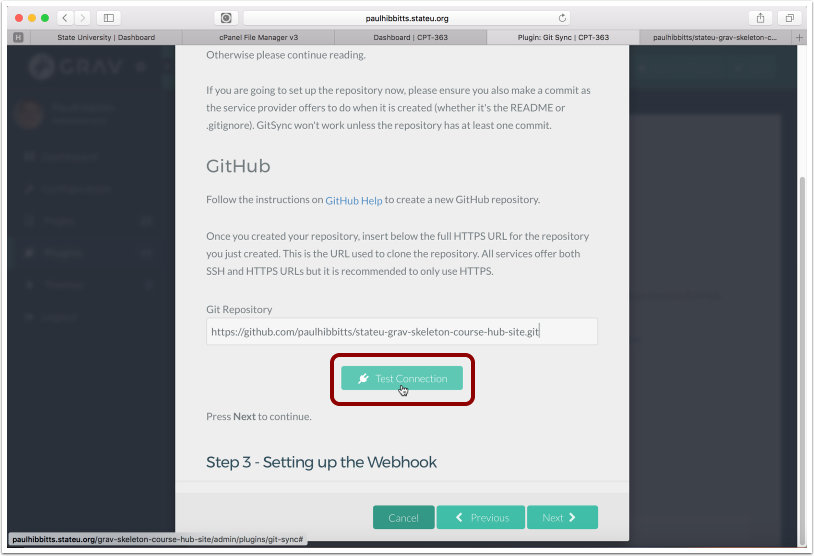 paulhibbitts.stateu.org
H
State University | Dashboard
cPanel File Manager v3
Dashboard | CPT-363
Plugin: Git Sync | CPT-363
paulhibbitts/stateu-grav-skeleton-c...
GRAV
Otherwise please continue reading.
If you are going to set up the repository now, please ensure you also make a commit as
the service provider offers to do when it is created (whether it's the README or
.gitignore). GitSync won't work unless the repository has at least one commit.
GitHub
Follow the instructions on GitHub Help to create a new GitHub repository.
Once you created your repository, insert below the full HTTPS URL for the repository
you just created. This is the URL used to clone the repository. All services offer both
SSH and HTTPS URLs but it is recommended to only use HTTPS.
Git Repository
https://github.com/paulhibbitts/stateu-grav-skeleton-course-hub-site.git
Test Connection
Press Next to continue.
Step 3 - Setting up the Webhook
Cancel
Previous
Next
paulhibbitts.stateu.org/grav-skeleton-course-hub-site/admin/plugins/git-sync#